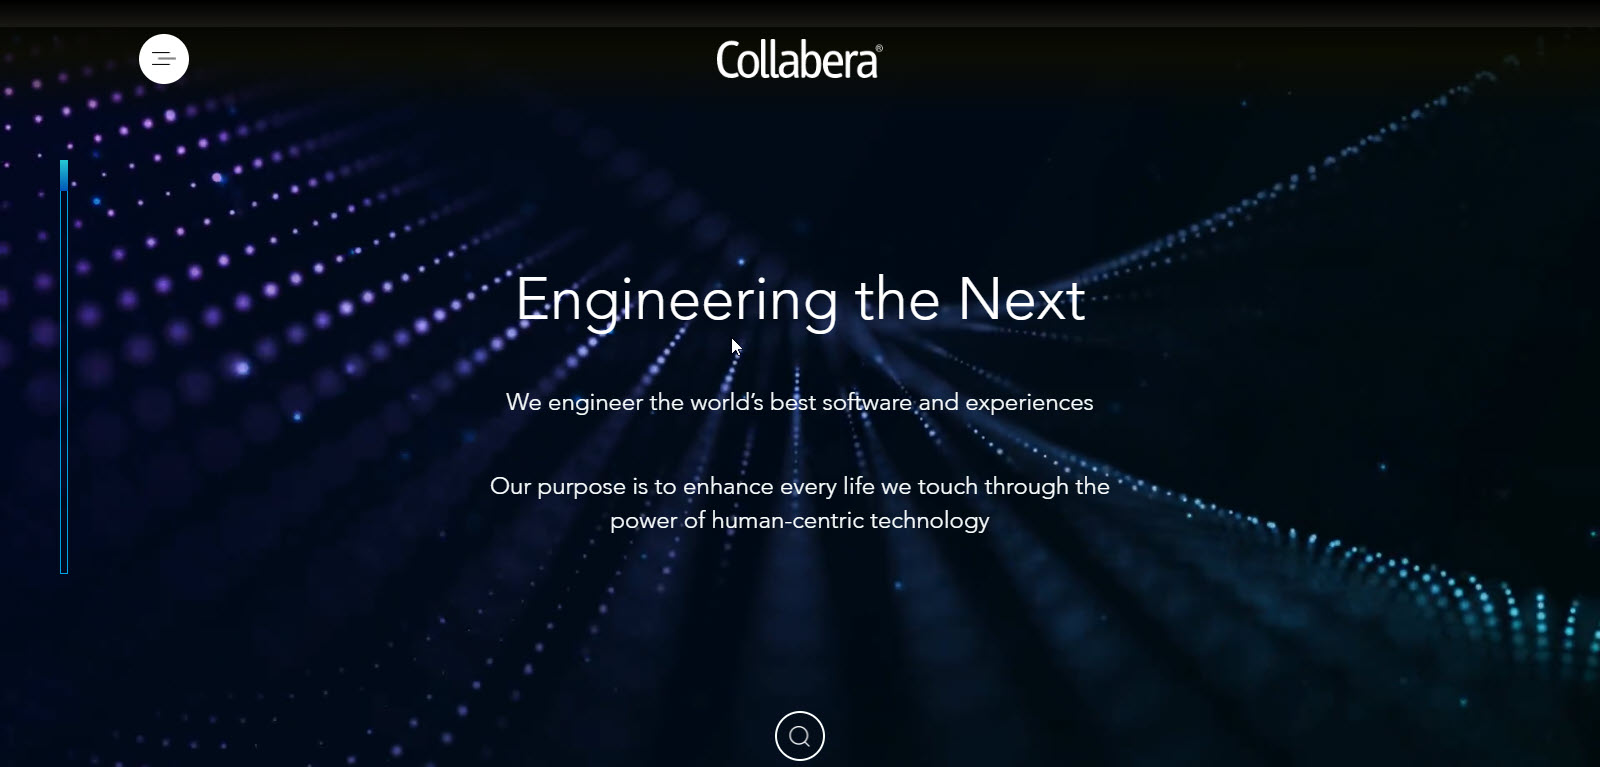 Collabera®
Engineering the Next
We engineer the world's best software and experiences
Our purpose is to enhance every life we touch through the
power of human-centric technology